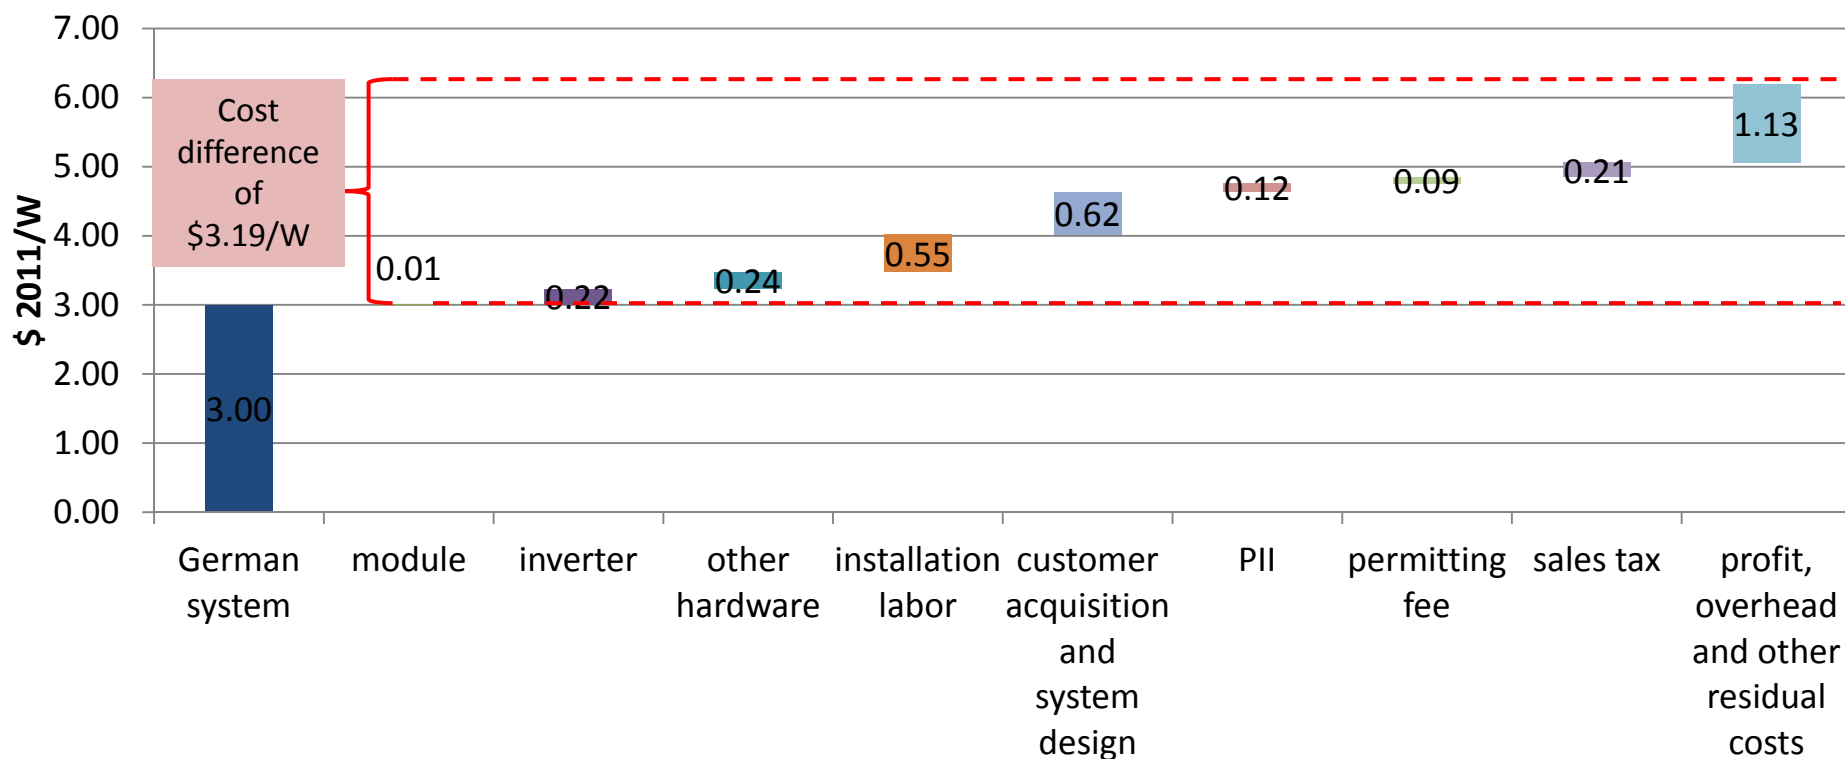 7.00
6.00
5.00
4.00
3.00
2.00
1.00
0.00
$ 2011/W
Cost
difference
of
$3.19/W
3.00
0.01
0.22
0.24
0.55
0.62
0.12
0.09
0.21
1.13
German
system
module
inverter
other
hardware
installation
labor
customer
acquisition
and
system
design
PII
permitting
fee
sales tax
profit,
overhead
and other
residual
costs